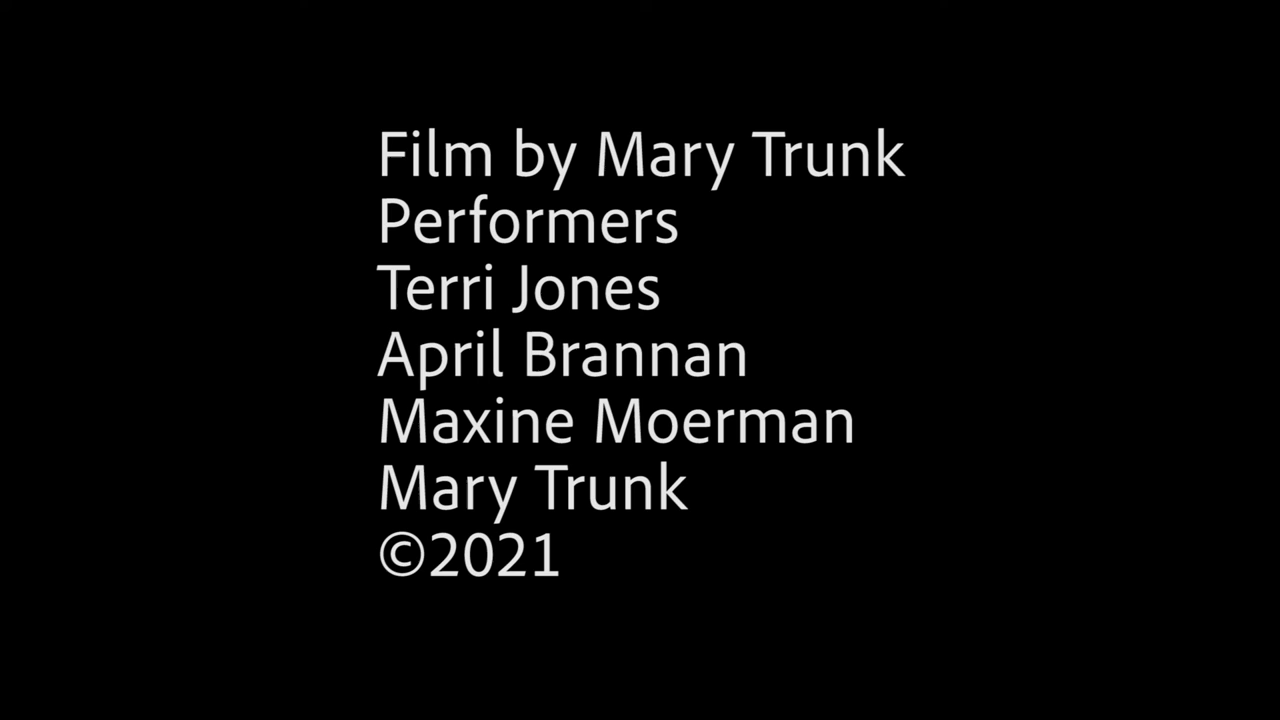 Film by Mary Trunk
Performers
Terri Jones
April Brannan
Maxine Moerman
Mary Trunk
©2021